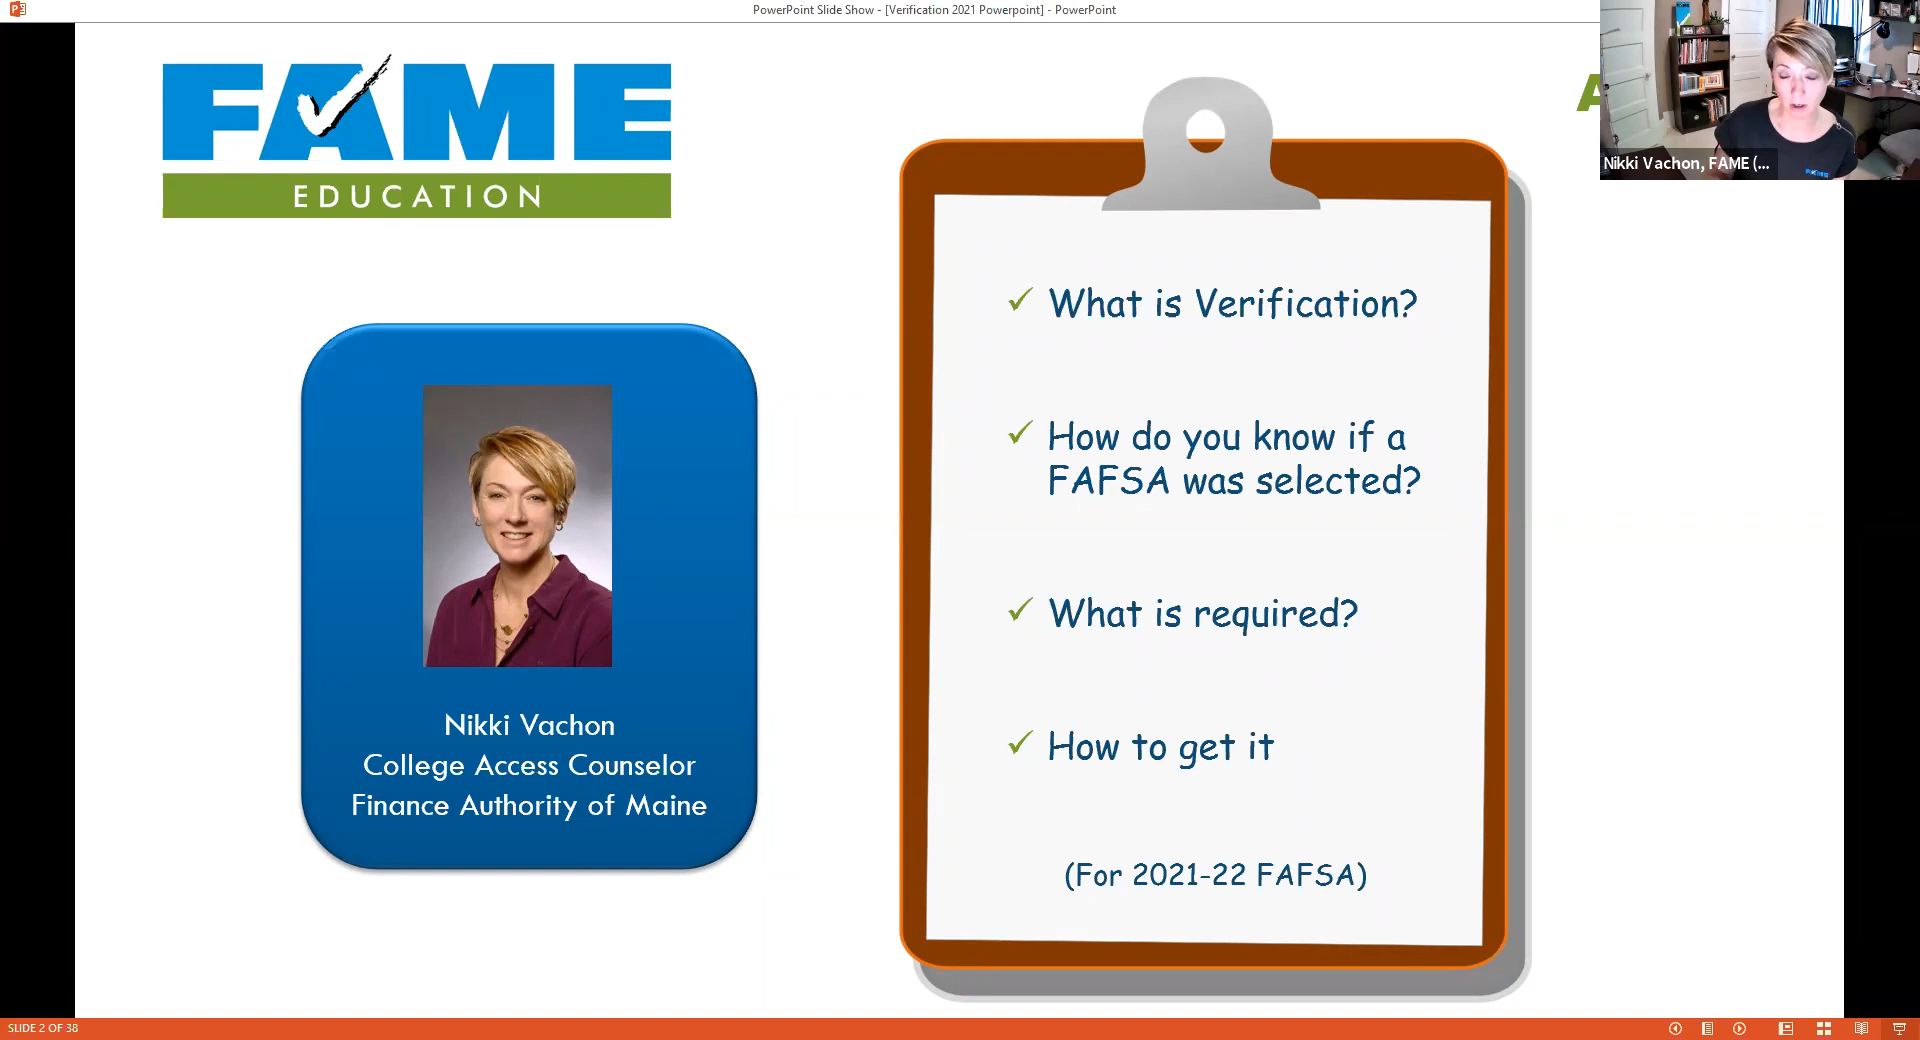 PowerPoint Slide Show - [Verification 2021 Powerpoint] - PowerPoint
FAME
EDUCATION
A
Nikki Vachon, FAME (...
FAME
What is Verification?
How do you know if a
FAFSA was selected?
What is required?
How to get it
(For 2021-22 FAFSA)
Nikki Vachon
College Access Counselor
Finance Authority of Maine
SLIDE 2 OF 38